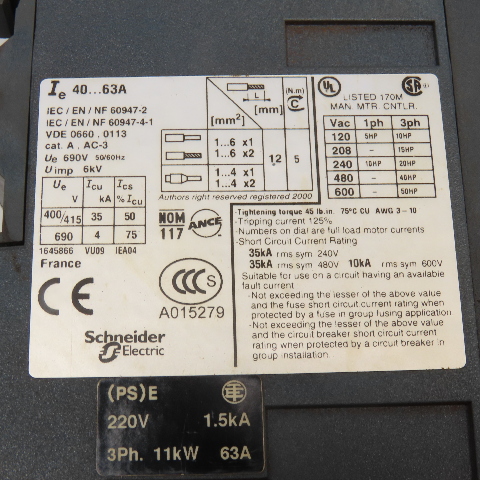 Ie 40...63A
IEC / EN / NF 60947-2
IEC / EN / NF 60947-4-1
VDE 0660 . 0113
cat. A , AC-3
Ue 690V 50/60Hz
U imp 6kV
Ue Icu Ics
V kA % Icu
400/415 35 50
690 4 75
1645866 VU09 IEA04
France
CE
L
[mm²] [mm] (N.m)
C
1...6 x1
1...6 x2
1...4 x1
1...4 x2
12 5
Authors right reserved registered 2000
NOM
117
ANCE
CCC S
A015279
Schneider
Electric
UL LISTED 170M SA
MAN. MTR. CNTLR.
Vac 1ph 3ph
120 5HP 10HP
208 - 15HP
240 10HP 20HP
480 - 40HP
600 - 50HP
-Tightening torque 45 lb.in. 75°C CU AWG 3-10
-Tripping current 125%
-Numbers on dial are full load motor currents
-Short Circuit Current Rating
35kA rms sym 240V
35kA rms sym 480V 10kA rms sym 600V
Suitable for use on a circuit having an available
fault current
-Not exceeding the lesser of the above value
and the fuse short circuit current rating when
protected by a fuse in group fusing application
-Not exceeding the lesser of the above value
and the circuit breaker short circuit current
rating when protected by a circuit breaker in
group installation
(PS)E
220V 1.5kA
3Ph. 11kW 63A